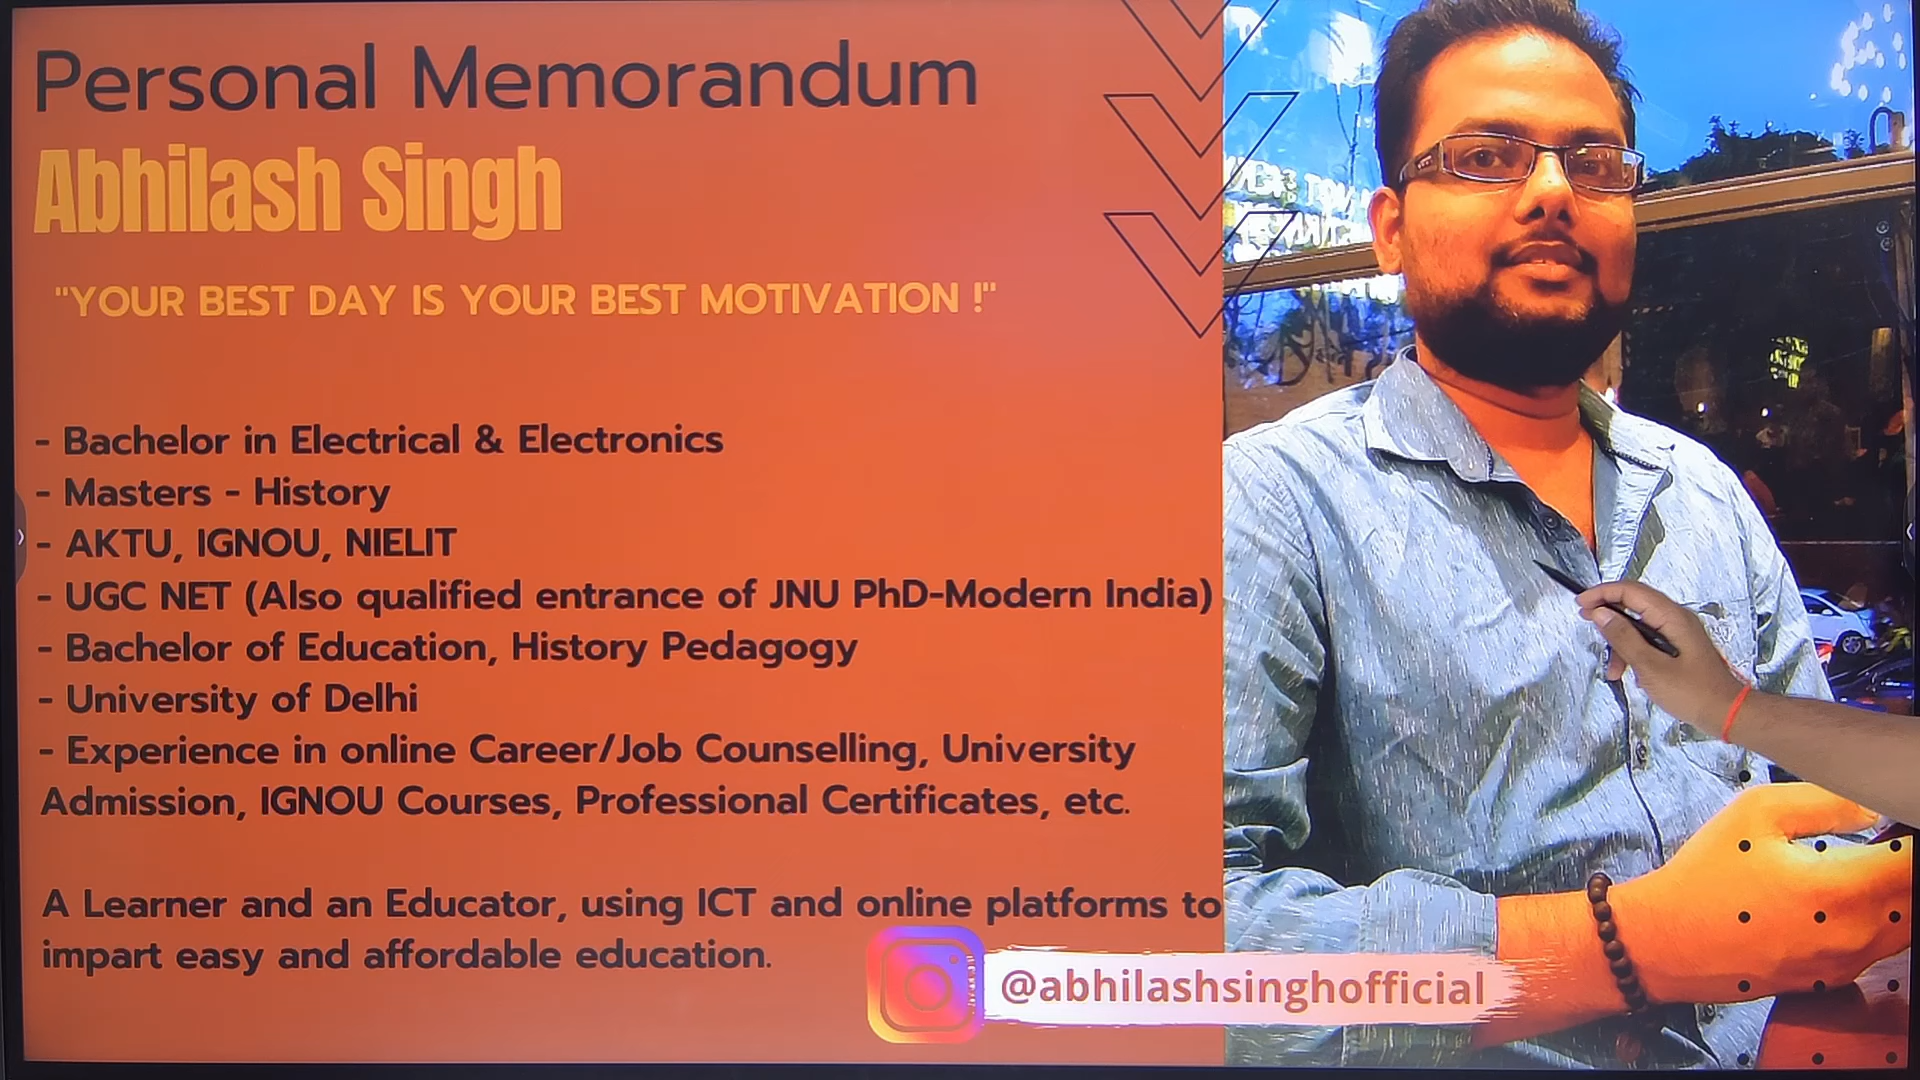 Personal Memorandum
Abhilash Singh
"YOUR BEST DAY IS YOUR BEST MOTIVATION !"
- Bachelor in Electrical & Electronics
- Masters - History
- AKTU, IGNOU, NIELIT
- UGC NET (Also qualified entrance of JNU PhD-Modern India)
- Bachelor of Education, History Pedagogy
- University of Delhi
- Experience in online Career/Job Counselling, University
Admission, IGNOU Courses, Professional Certificates, etc.
A Learner and an Educator, using ICT and online platforms to
impart easy and affordable education.
@abhilashsinghofficial